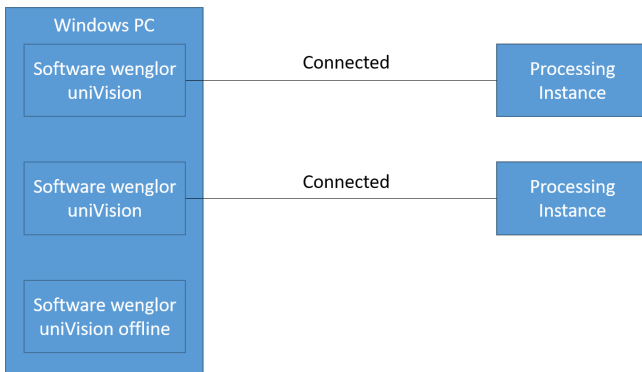 Windows PC
Software wenglor
uniVision
Connected
Processing
Instance
Software wenglor
uniVision
Connected
Processing
Instance
Software wenglor
uniVision offline